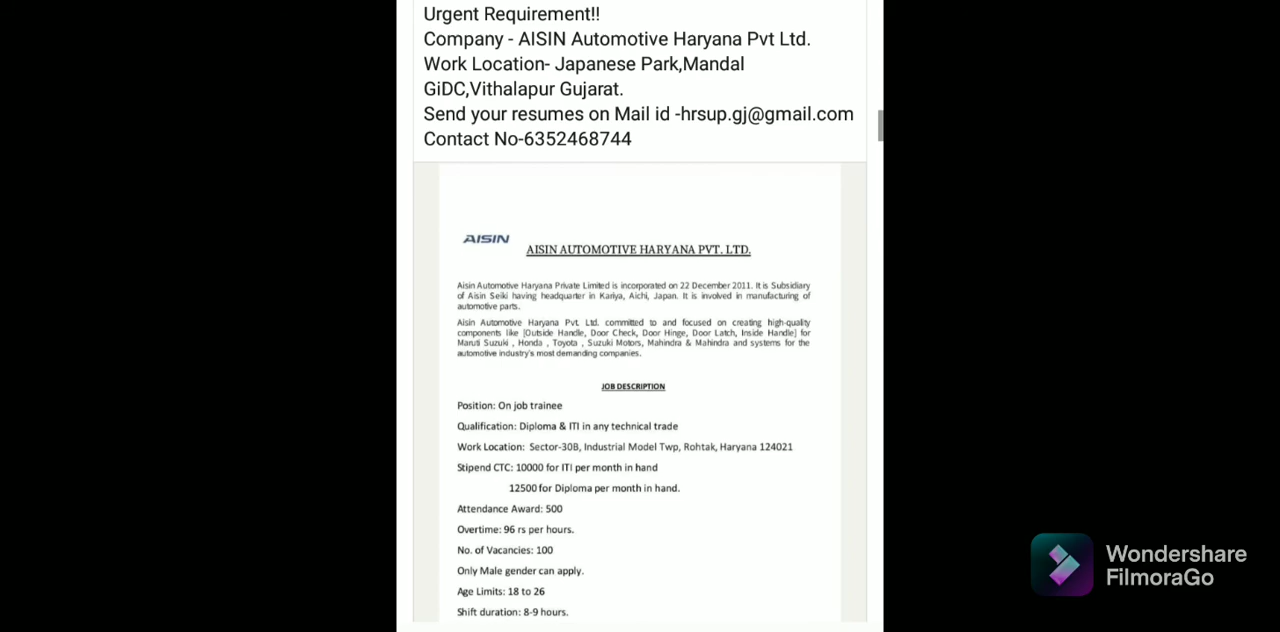 Urgent Requirement!!
Company - AISIN Automotive Haryana Pvt Ltd.
Work Location- Japanese Park,Mandal
GiDC,Vithalapur Gujarat.
Send your resumes on Mail id -hrsup.gj@gmail.com
Contact No-6352468744
AISIN
AISIN AUTOMOTIVE HARYANA PVT. LTD.
Aisin Automotive Haryana Private Limited is incorporated on 22 December 2011. It is Subsidiary
of Aisin Seiki having headquarter in Kariya, Aichi, Japan. It is involved in manufacturing of
automotive parts.
Aisin Automotive Haryana Pvt. Ltd. committed to and focused on creating high-quality
components like [Outside Handle, Door Check, Door Hinge, Door Latch, Inside Handle] for
Maruti Suzuki , Honda , Toyota , Suzuki Motors, Mahindra & Mahindra and systems for the
automotive industry's most demanding companies.
JOB DESCRIPTION
Position: On job trainee
Qualification: Diploma & ITI in any technical trade
Work Location: Sector-30B, Industrial Model Twp, Rohtak, Haryana 124021
Stipend CTC: 10000 for ITI per month in hand
12500 for Diploma per month in hand.
Attendance Award: 500
Overtime: 96 rs per hours.
No. of Vacancies: 100
Only Male gender can apply.
Age Limits: 18 to 26
Shift duration: 8-9 hours.
Wondershare
FilmoraGo